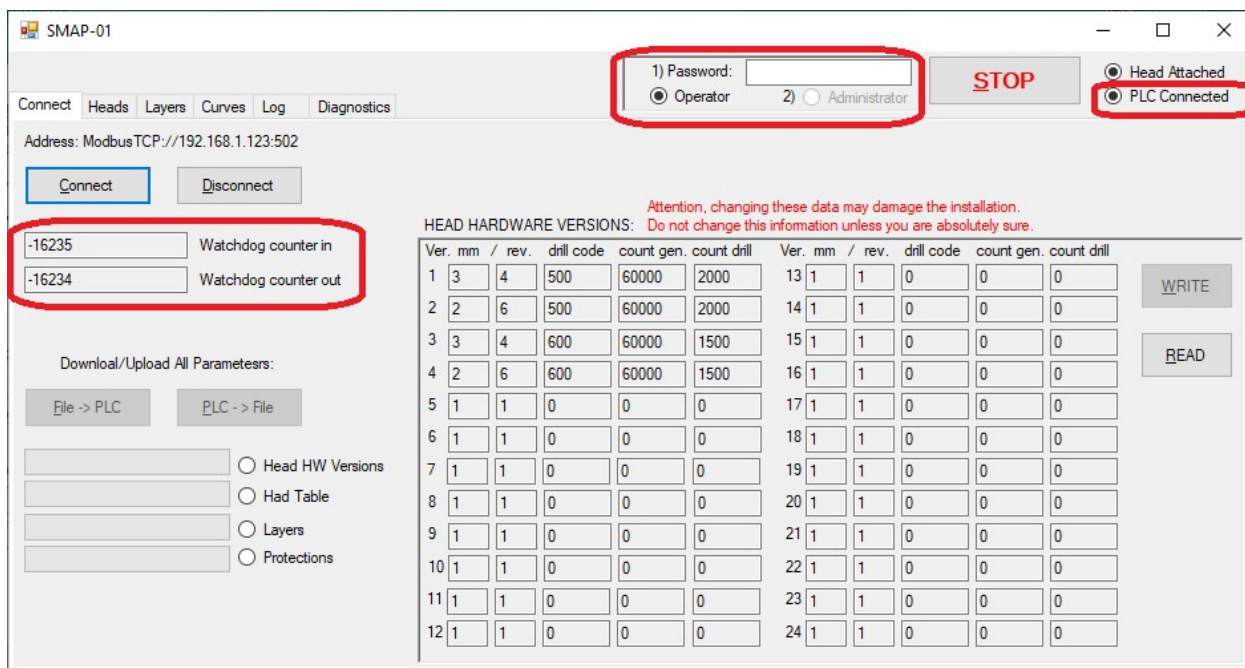 SMAP-01
1) Password:
Operator 2) Administrator
STOP
Head Attached
PLC Connected
Connect Heads Layers Curves Log Diagnostics
Address: ModbusTCP://192.168.1.123:502
Connect Disconnect
-16235 Watchdog counter in
-16234 Watchdog counter out
Downloal/Upload All Parametesrs:
File -> PLC PLC - > File
Head HW Versions
Had Table
Layers
Protections
Attention, changing these data may damage the installation.
HEAD HARDWARE VERSIONS: Do not change this information unless you are absolutely sure.
Ver. mm / rev. drill code count gen. count drill Ver. mm / rev. drill code count gen. count drill
1 3 4 500 60000 2000 13 1 1 0 0 0
2 2 6 500 60000 2000 14 1 1 0 0 0
3 3 4 600 60000 1500 15 1 1 0 0 0
4 2 6 600 60000 1500 16 1 1 0 0 0
5 1 1 0 0 0 17 1 1 0 0 0
6 1 1 0 0 0 18 1 1 0 0 0
7 1 1 0 0 0 19 1 1 0 0 0
8 1 1 0 0 0 20 1 1 0 0 0
9 1 1 0 0 0 21 1 1 0 0 0
10 1 1 0 0 0 22 1 1 0 0 0
11 1 1 0 0 0 23 1 1 0 0 0
12 1 1 0 0 0 24 1 1 0 0 0
WRITE
READ